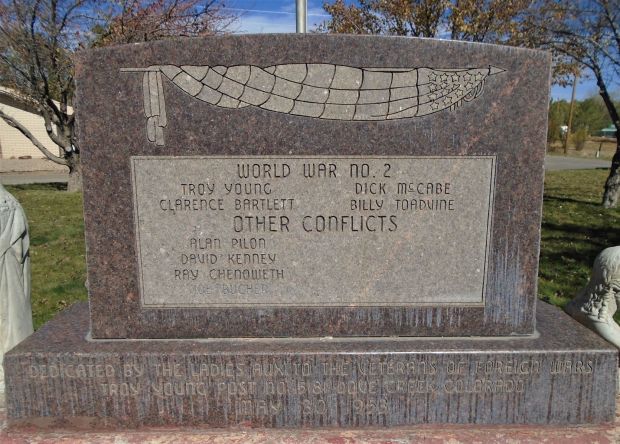 WORLD WAR NO. 2
TROY YOUNG DICK McCABE
CLARENCE BARTLETT BILLY TOADVINE
OTHER CONFLICTS
ALAN PILON
DAVID KENNEY
RAY CHENOWETH
JOE BUCHER
DEDICATED BY THE LADIES AUX TO THE VETERANS OF FOREIGN WARS
TROY YOUNG POST NO. DOVE CREEK COLORADO
MAY 30